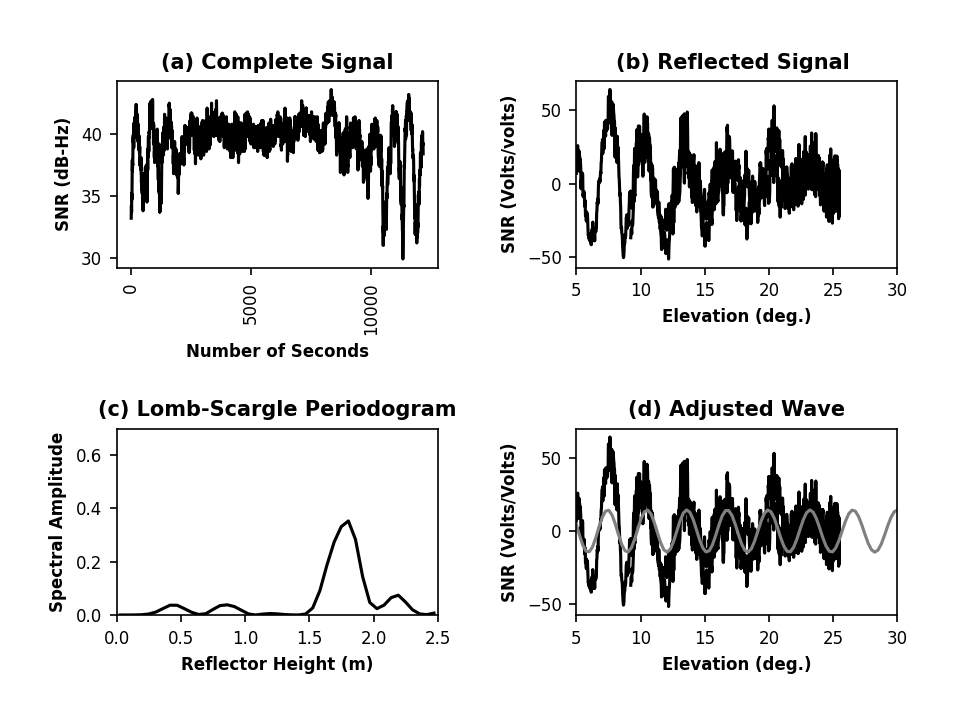 (a) Complete Signal
SNR (dB-Hz)
40
35
30
0
5000
10000
Number of Seconds
(b) Reflected Signal
SNR (Volts/volts)
50
0
−50
5 10 15 20 25 30
Elevation (deg.)
(c) Lomb-Scargle Periodogram
Spectral Amplitude
0.6
0.4
0.2
0.0
0.0 0.5 1.0 1.5 2.0 2.5
Reflector Height (m)
(d) Adjusted Wave
SNR (Volts/Volts)
50
0
−50
5 10 15 20 25 30
Elevation (deg.)